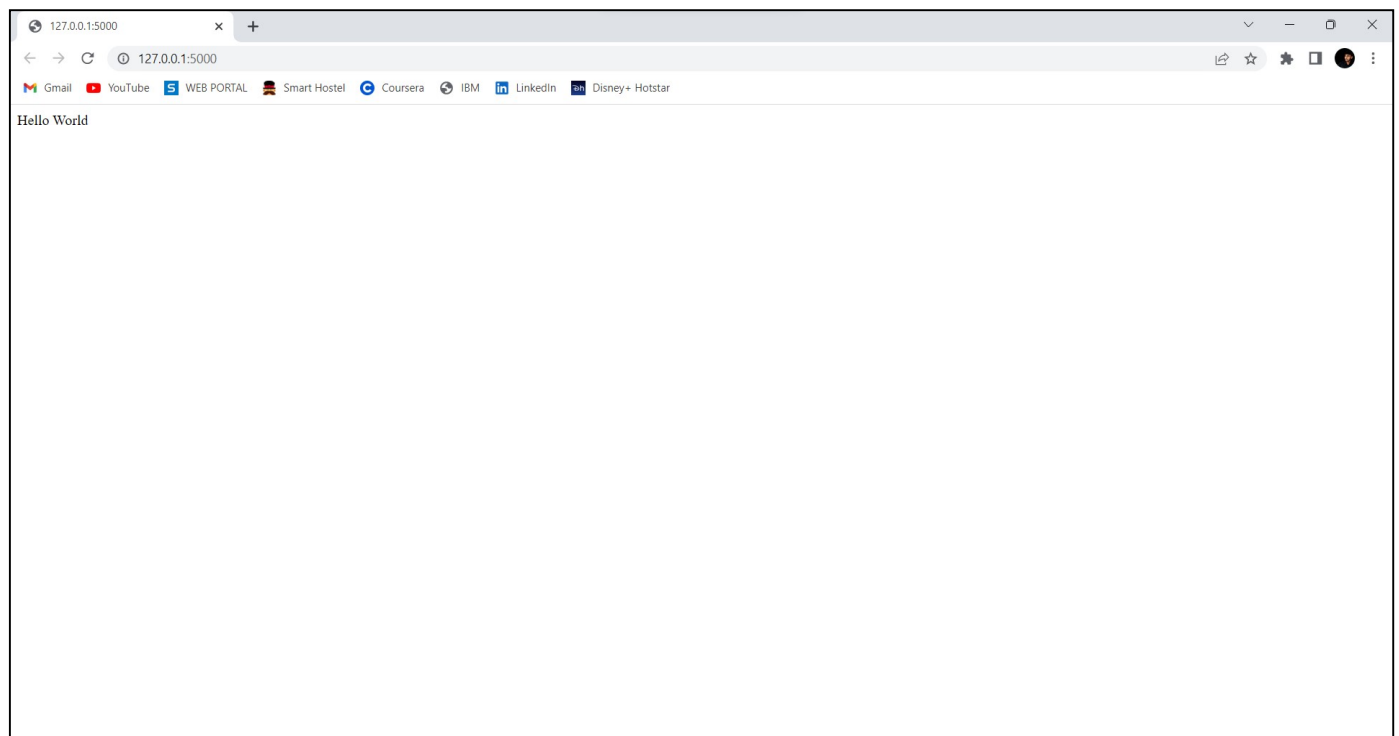 127.0.0.1:5000
127.0.0.1:5000
Gmail YouTube S WEB PORTAL Smart Hostel C Coursera IBM in LinkedIn Disney+ Hotstar
Hello World